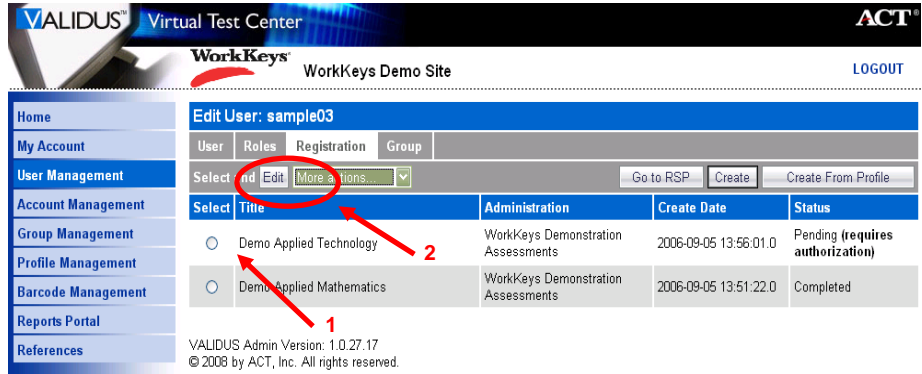 VALIDUS™ Virtual Test Center ACT®
WorkKeys® WorkKeys Demo Site LOGOUT
Home
My Account
User Management
Account Management
Group Management
Profile Management
Barcode Management
Reports Portal
References
Edit User: sample03
User Roles Registration Group
Select and Edit More actions... Go to RSP Create Create From Profile
Select Title Administration Create Date Status
Demo Applied Technology WorkKeys Demonstration 2006-09-05 13:56:01.0 Pending (requires
Assessments authorization)
2
Demo Applied Mathematics WorkKeys Demonstration 2006-09-05 13:51:22.0 Completed
Assessments
1
VALIDUS Admin Version: 1.0.27.17
© 2008 by ACT, Inc. All rights reserved.